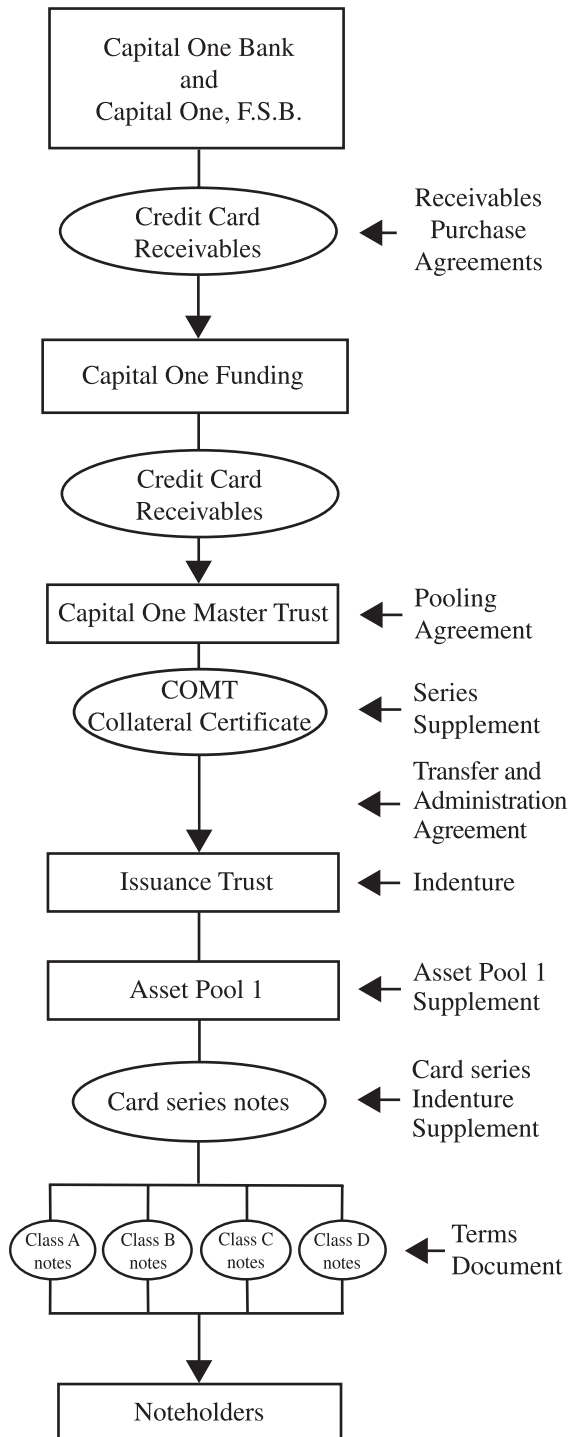 Capital One Bank
and
Capital One, F.S.B.
Credit Card
Receivables
Receivables
Purchase
Agreements
Capital One Funding
Credit Card
Receivables
Capital One Master Trust
Pooling
Agreement
COMT
Collateral Certificate
Series
Supplement
Transfer and
Administration
Agreement
Issuance Trust
Indenture
Asset Pool 1
Asset Pool 1
Supplement
Card series notes
Card series
Indenture
Supplement
Class A
notes
Class B
notes
Class C
notes
Class D
notes
Terms
Document
Noteholders